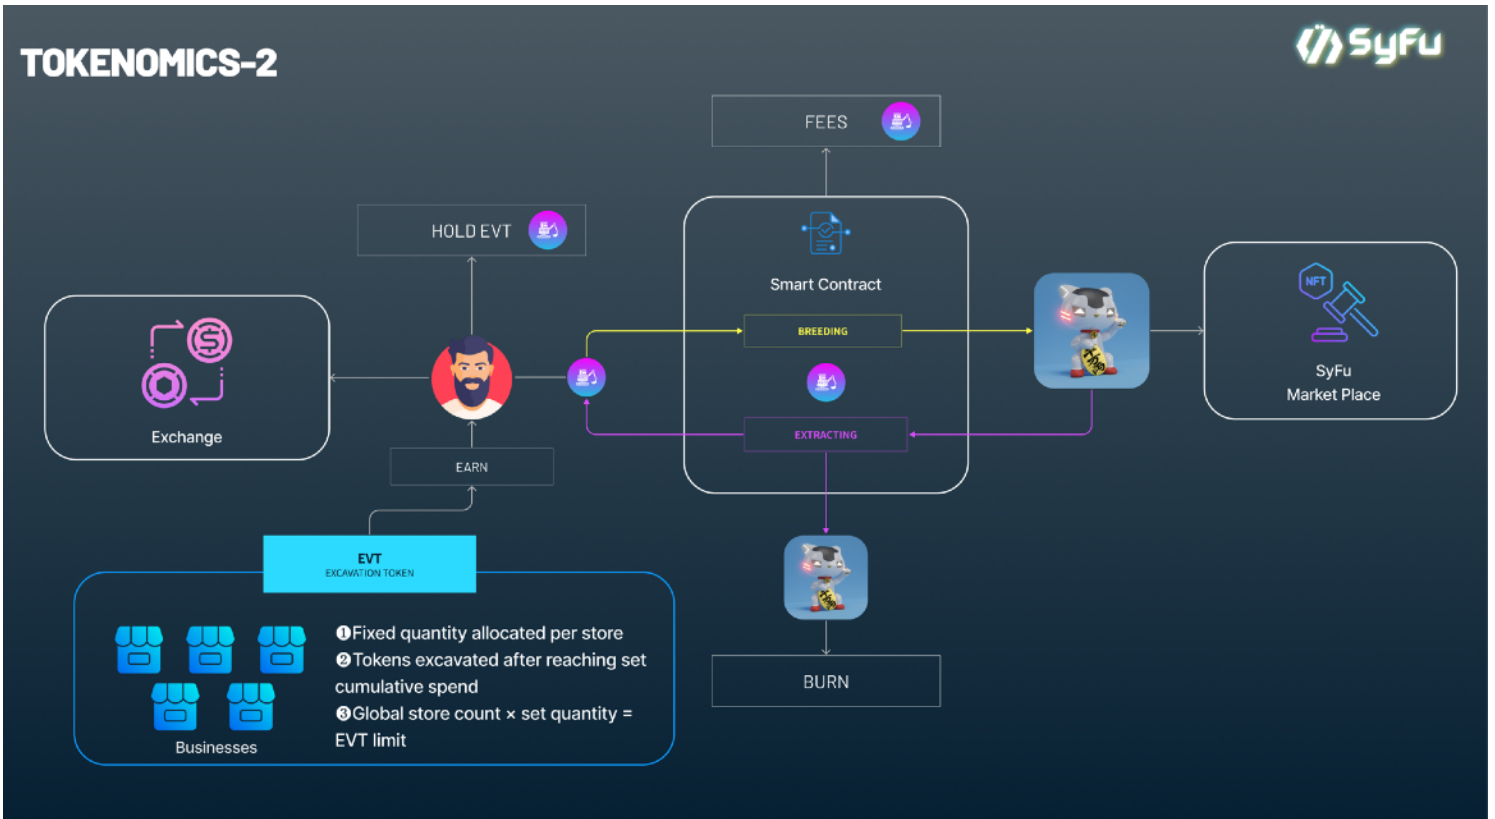 TOKENOMICS-2
SyFu
FEES
HOLD EVT
Smart Contract
BREEDING
NFT
SyFu
Market Place
Exchange
EXTRACTING
EARN
EVT
EXCAVATION TOKEN
❶Fixed quantity allocated per store
❷Tokens excavated after reaching set
cumulative spend
❸Global store count × set quantity =
EVT limit
Businesses
BURN